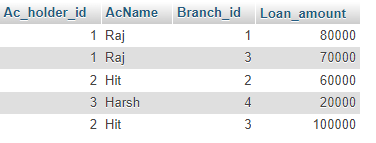 Ac_holder_id AcName Branch_id Loan_amount
1 Raj 1 80000
1 Raj 3 70000
2 Hit 2 60000
3 Harsh 4 20000
2 Hit 3 100000